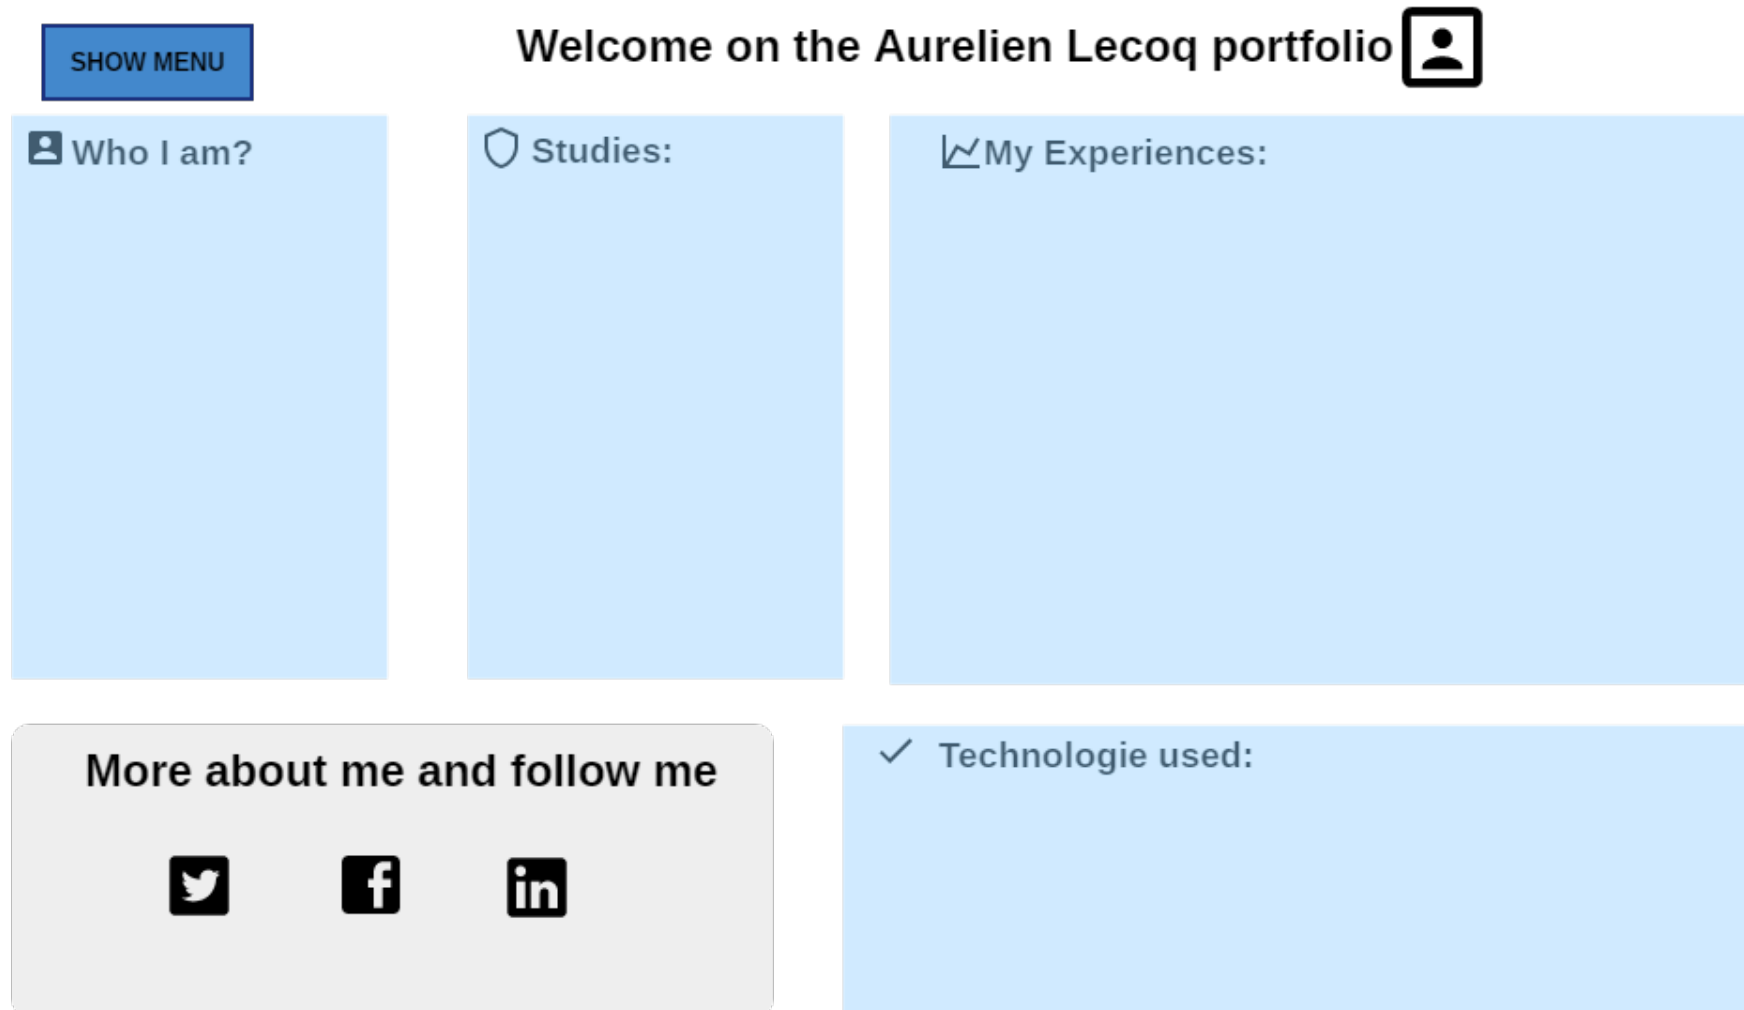 SHOW MENU
Welcome on the Aurelien Lecoq portfolio
Who I am?
Studies:
My Experiences:
More about me and follow me
Technologie used: